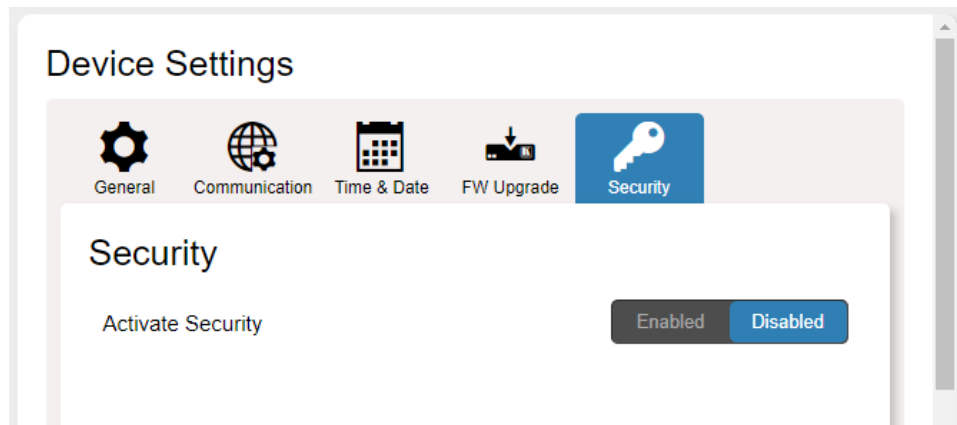 Device Settings
General Communication Time & Date FW Upgrade Security
Security
Activate Security Enabled Disabled